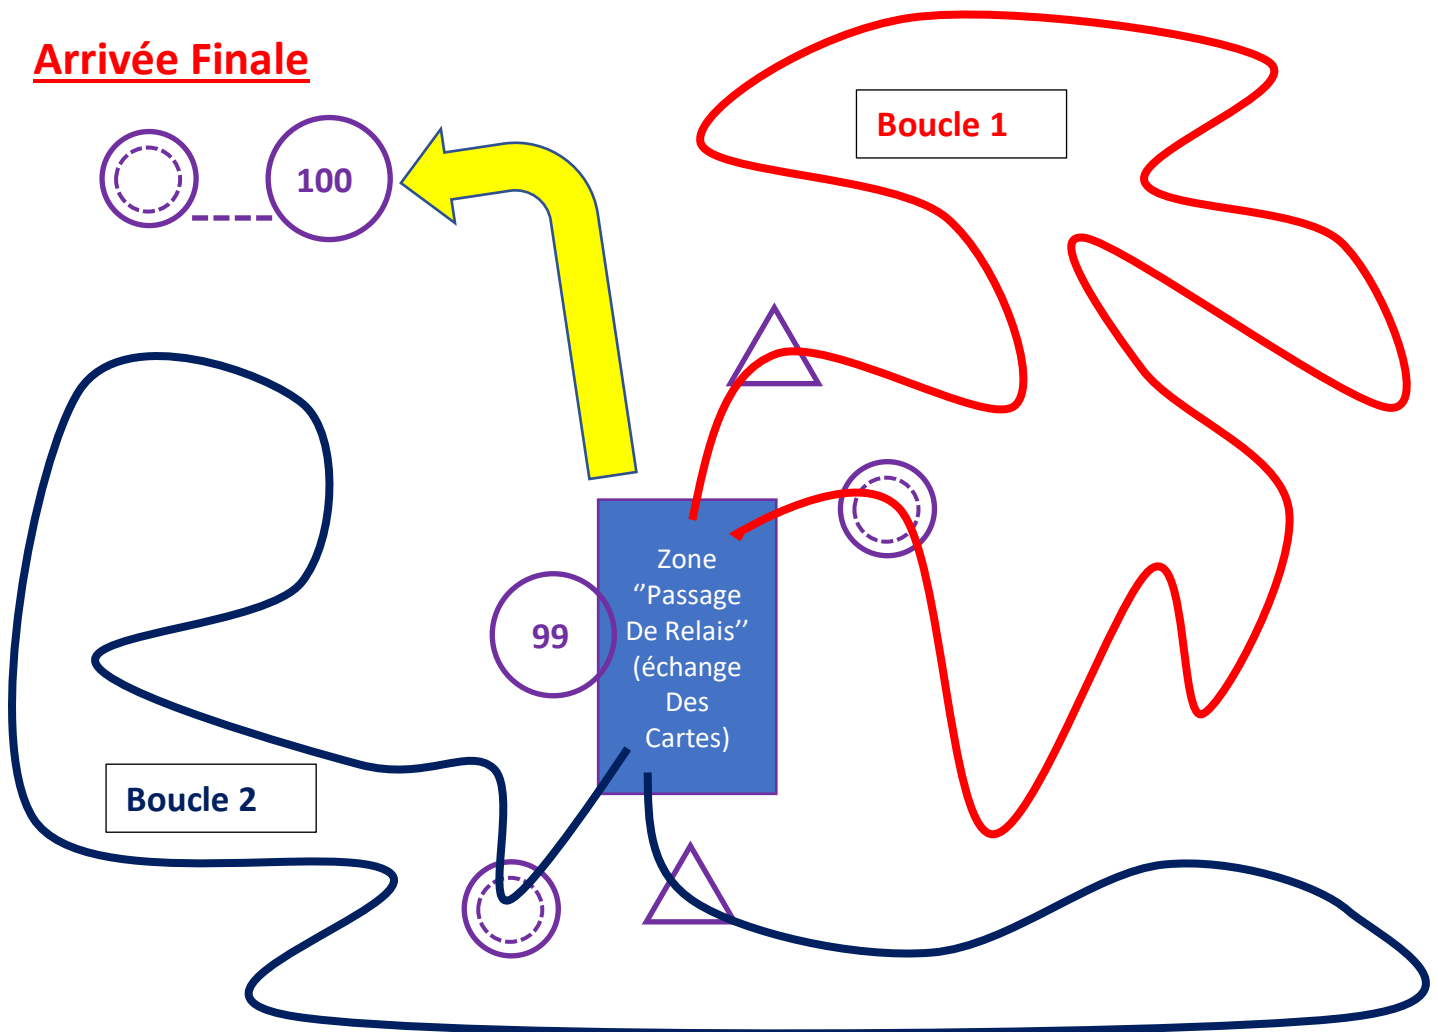 Arrivée Finale
Boucle 1
100
Zone
‘’Passage
De Relais’’
(échange
Des
Cartes)
99
Boucle 2